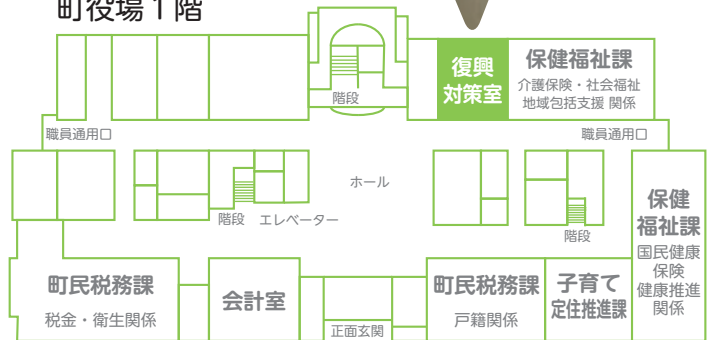 町役場1階
復興
対策室
保健福祉課
介護保険・社会福祉
地域包括支援 関係
階段
職員通用口
職員通用口
ホール
階段
エレベーター
階段
保健
福祉課
国民健康
保険
健康推進
関係
町民税務課
税金・衛生関係
会計室
正面玄関
町民税務課
戸籍関係
子育て
定住推進課